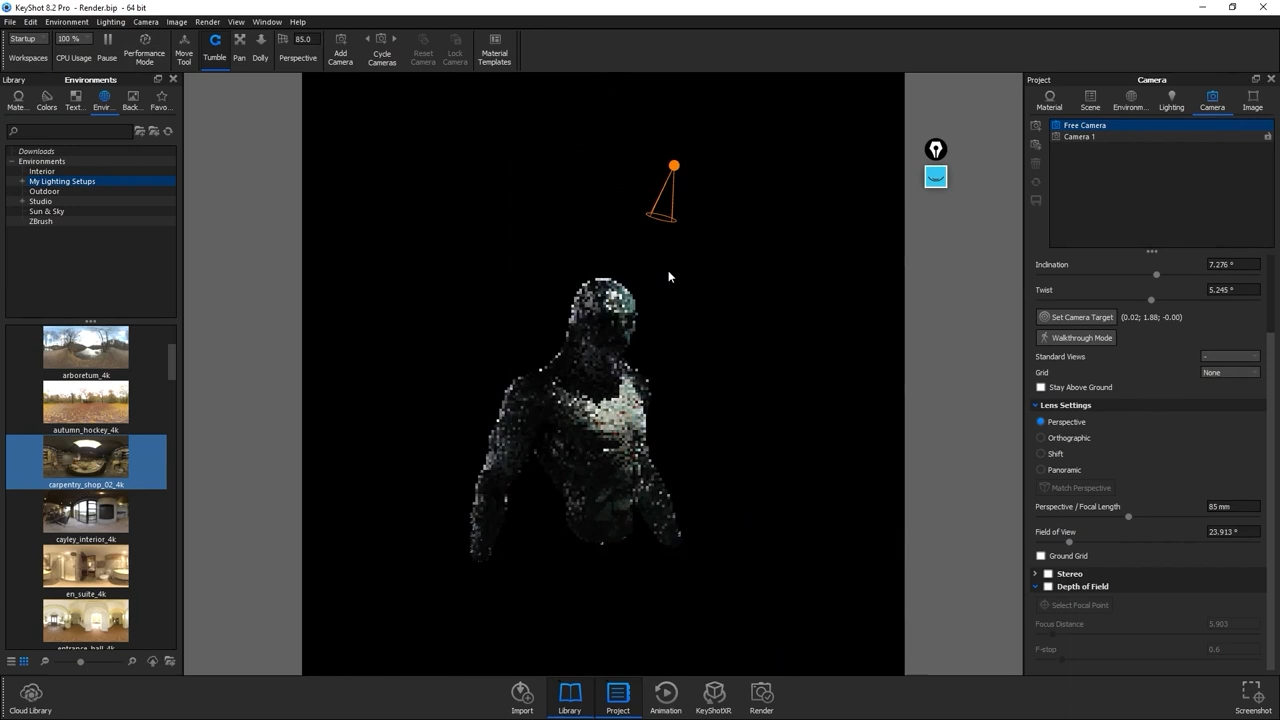 KeyShot 8.2 Pro - Render.bip - 64 bit
File Edit Environment Lighting Camera Image Render View Window Help
Startup
100 %
85.0
Workspaces
CPU Usage
Pause
Performance
Mode
Move
Tool
Tumble
Pan
Dolly
Perspective
Add
Camera
Cycle
Cameras
Reset
Camera
Lock
Camera
Material
Templates
Library
Environments
Mate...
Colors
Text...
Envir...
Back...
Favo...
Downloads
Environments
Interior
My Lighting Setups
Outdoor
Studio
Sun & Sky
ZBrush
arboretum_4k
autumn_hockey_4k
carpentry_shop_02_4k
cayley_interior_4k
en_suite_4k
entrance_hall_4k
Project
Camera
Material
Scene
Environm...
Lighting
Camera
Image
Free Camera
Camera 1
Inclination 7.276 °
Twist 5.245 °
Set Camera Target (0.02; 1.88; -0.00)
Walkthrough Mode
Standard Views -
Grid None
Stay Above Ground
Lens Settings
Perspective
Orthographic
Shift
Panoramic
Match Perspective
Perspective / Focal Length 85 mm
Field of View 23.913 °
Ground Grid
Stereo
Depth of Field
Select Focal Point
Focus Distance 5.903
F-stop 0.6
Cloud Library
Import
Library
Project
Animation
KeyShotXR
Render
Screenshot